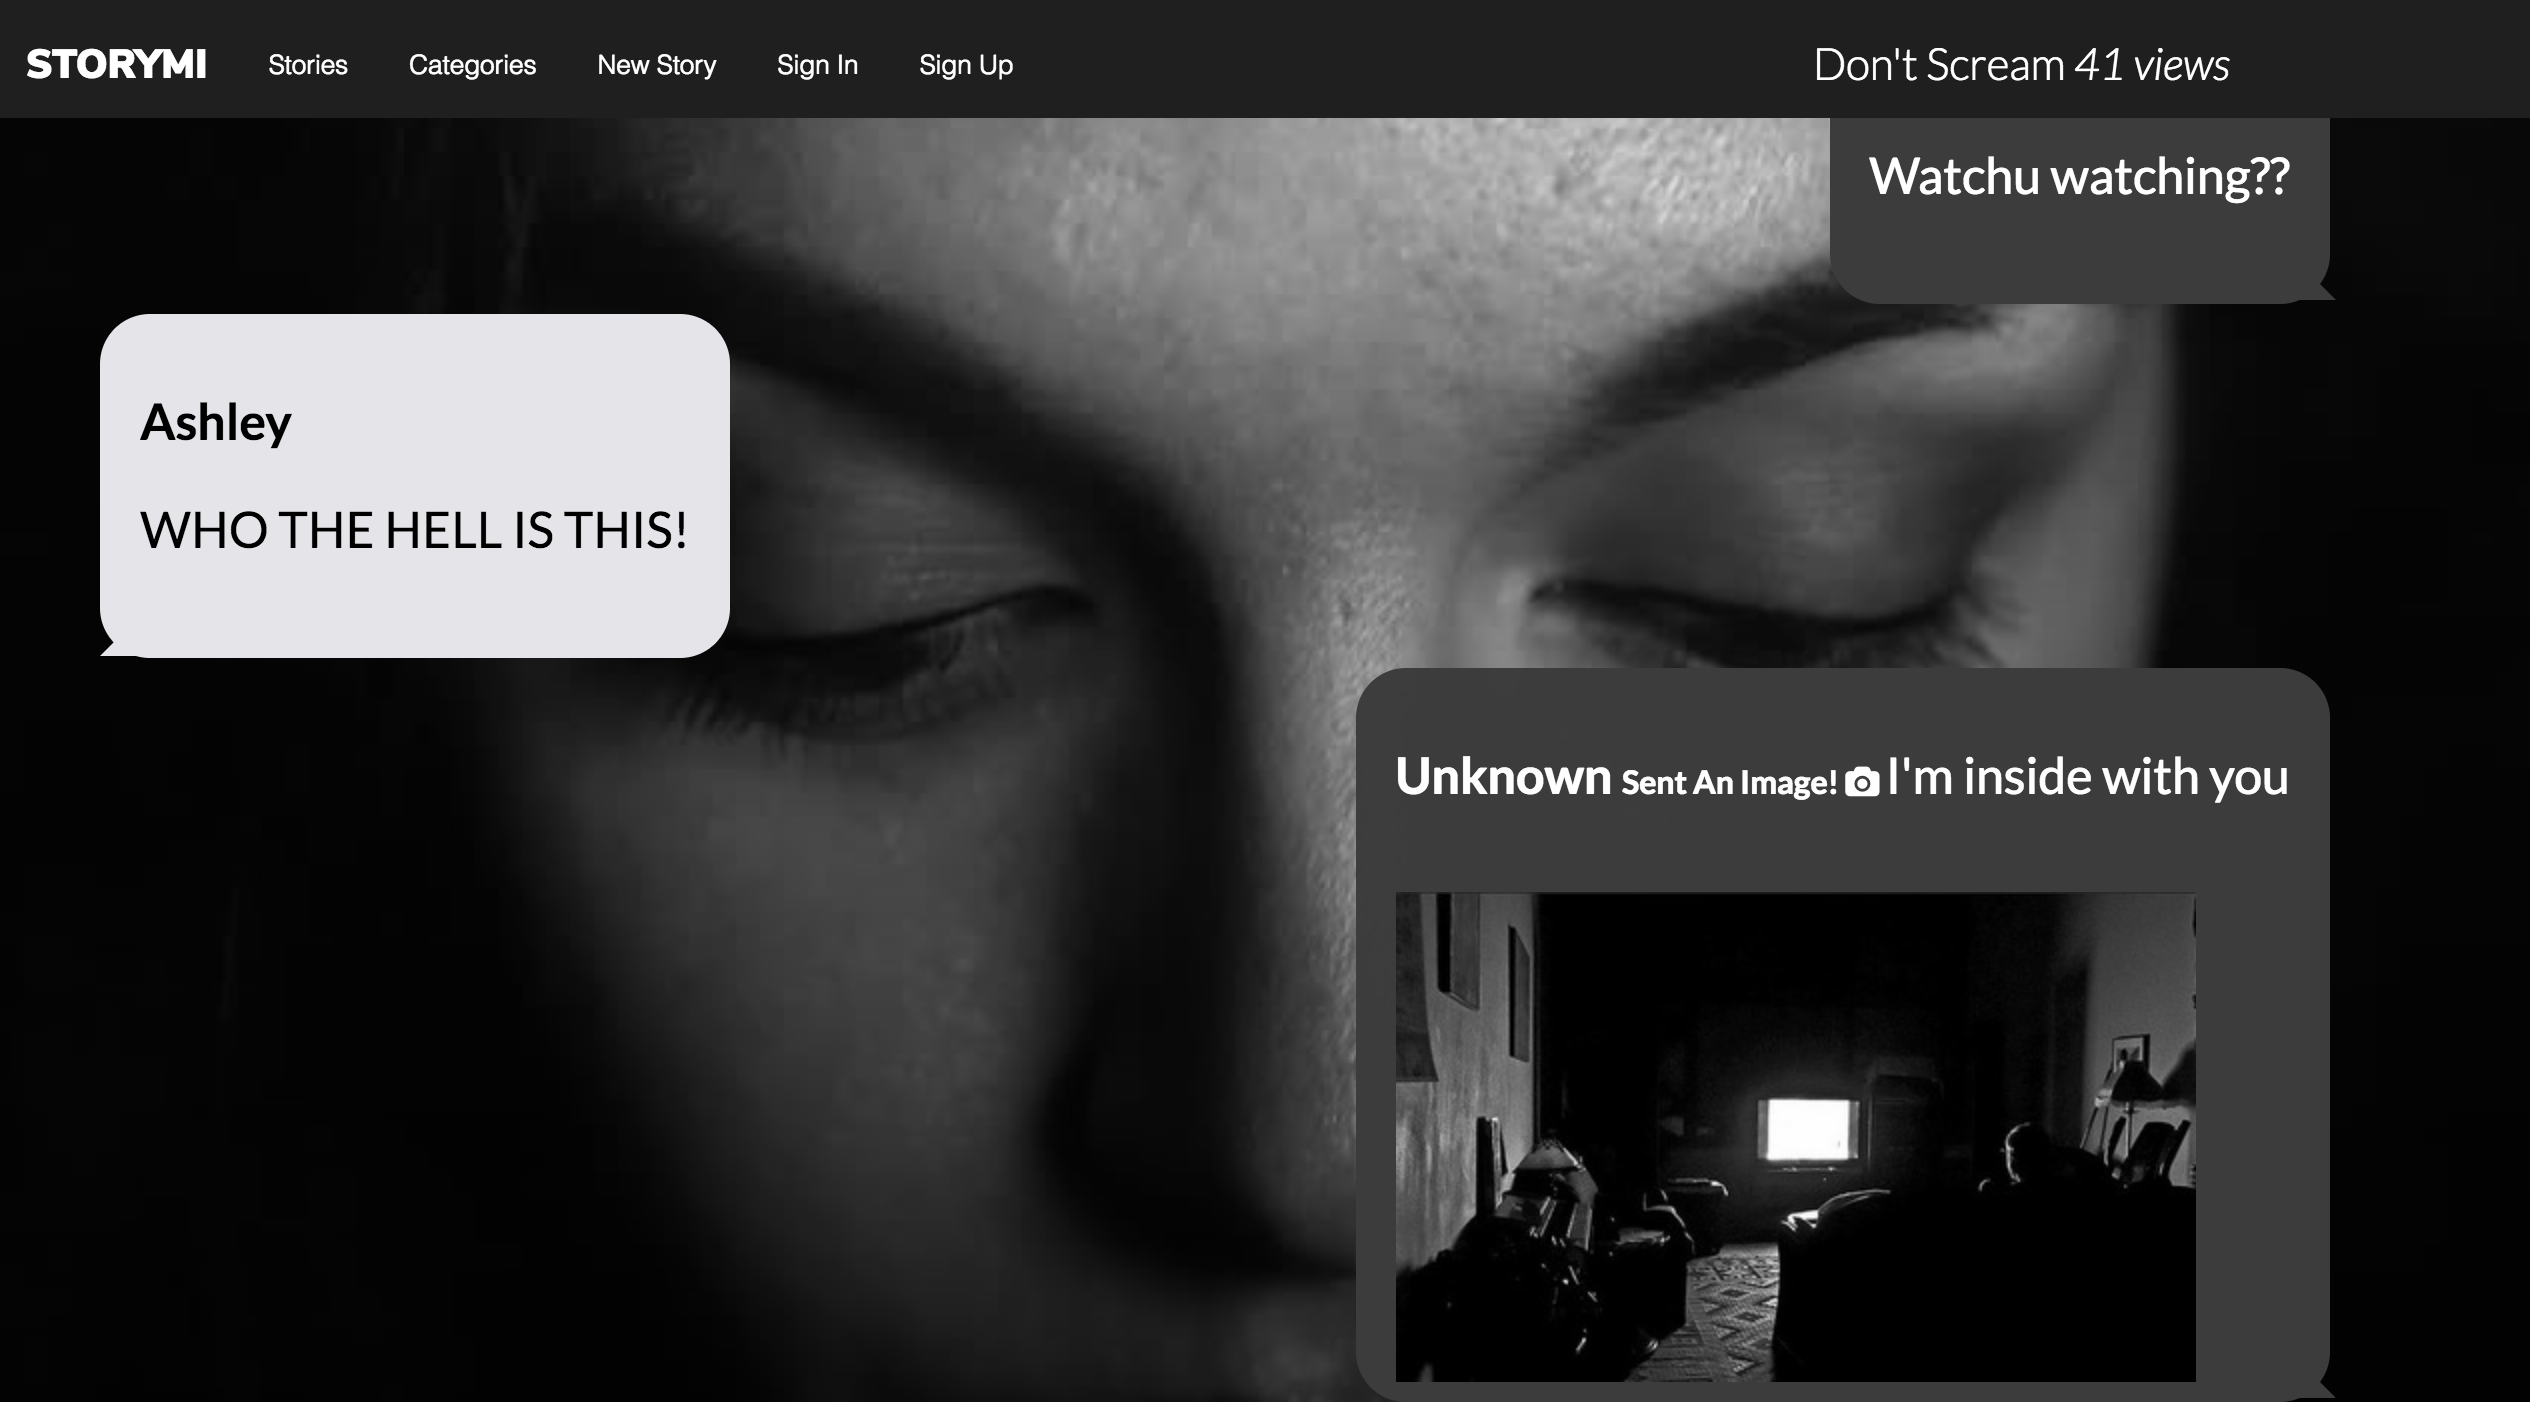 STORYMI Stories Categories New Story Sign In Sign Up Don't Scream 41 views
Watchu watching??
Ashley
WHO THE HELL IS THIS!
Unknown Sent An Image! I'm inside with you